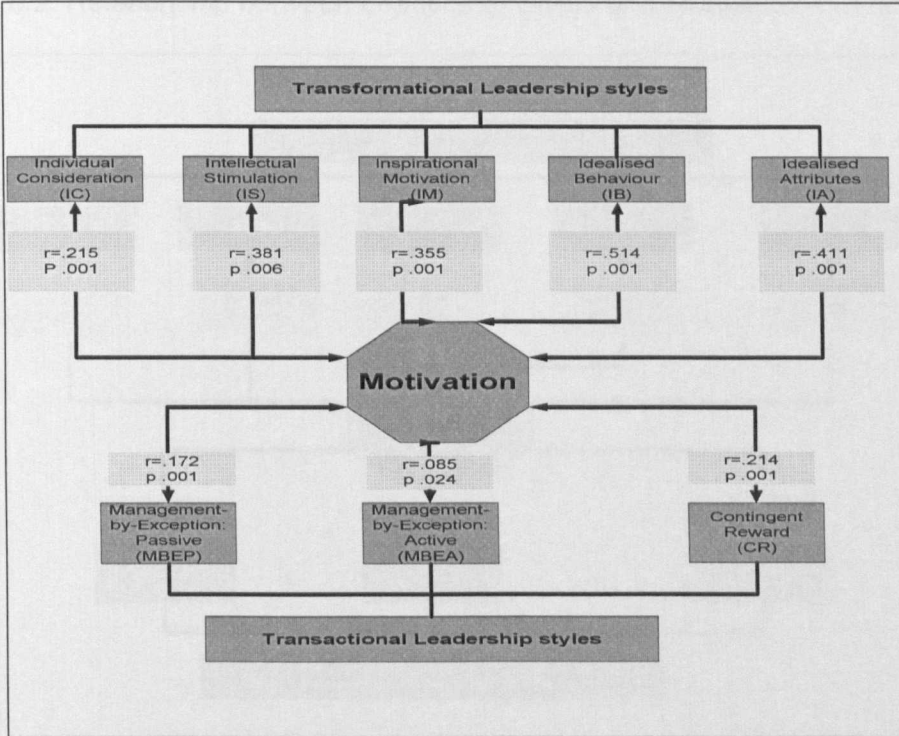 Transformational Leadership styles
Individual
Consideration
(IC)
Intellectual
Stimulation
(IS)
Inspirational
Motivation
(IM)
Idealised
Behaviour
(IB)
Idealised
Attributes
(IA)
r=.215
P .001
r=.381
p .006
r=.355
p .001
r=.514
p .001
r=.411
p .001
Motivation
r=.172
p .001
r=.085
p .024
r=.214
p .001
Management-
by-Exception:
Passive
(MBEP)
Management-
by-Exception:
Active
(MBEA)
Contingent
Reward
(CR)
Transactional Leadership styles